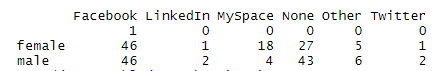 Facebook LinkedIn MySpace None Other Twitter
1 0 0 0 0 0
female 46 1 18 27 5 1
male 46 2 4 43 6 2